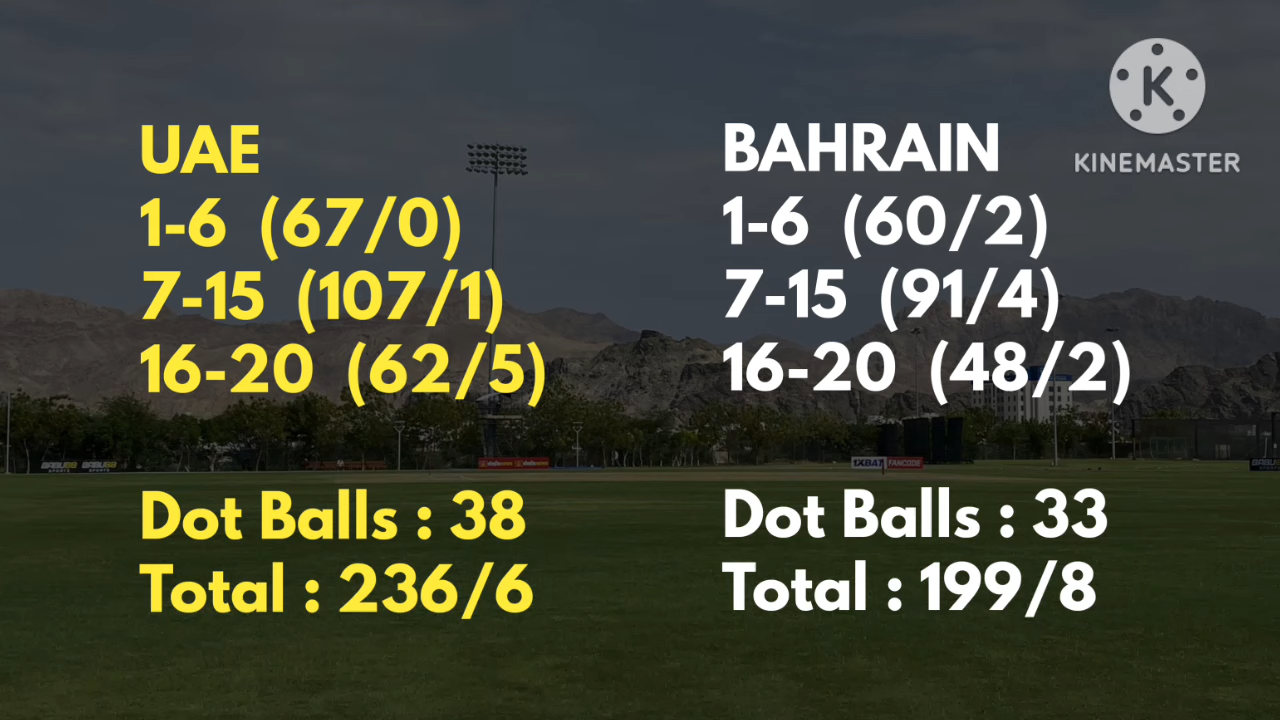 UAE
1-6 (67/0)
7-15 (107/1)
16-20 (62/5)
Dot Balls : 38
Total : 236/6
BAHRAIN
1-6 (60/2)
7-15 (91/4)
16-20 (48/2)
Dot Balls : 33
Total : 199/8
K
KINEMASTER
1XBAT
FANCODE